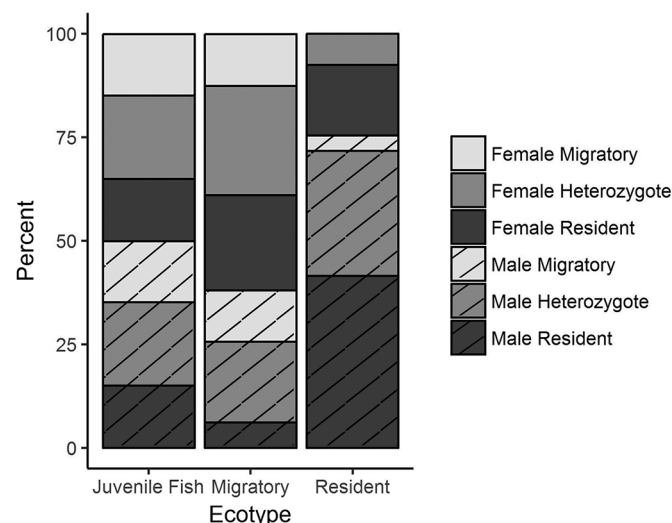 100
75
50
25
0
Percent
Juvenile Fish Migratory Resident
Ecotype
Female Migratory
Female Heterozygote
Female Resident
Male Migratory
Male Heterozygote
Male Resident